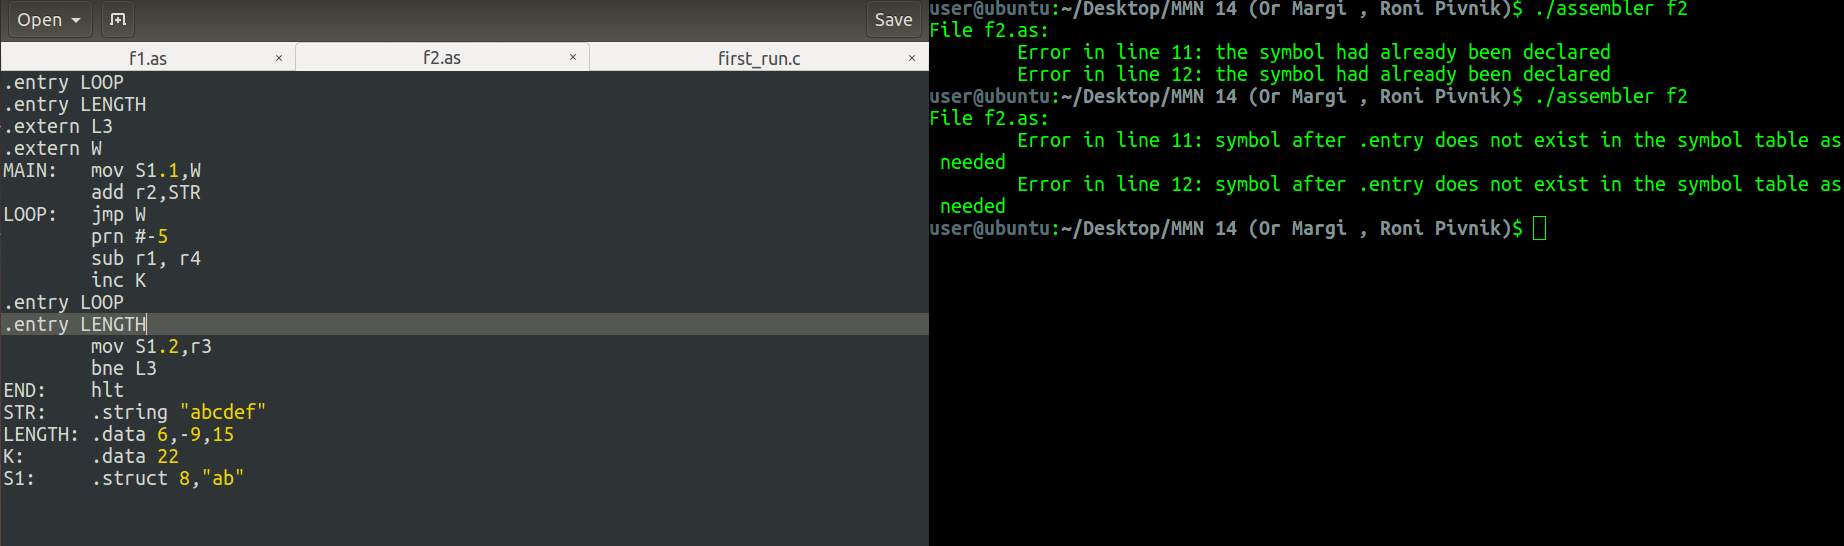 Open
Save
f1.as ×
f2.as ×
first_run.c ×
.entry LOOP
.entry LENGTH
.extern L3
.extern W
MAIN: mov S1.1,W
add r2,STR
LOOP: jmp W
prn #-5
sub r1, r4
inc K
.entry LOOP
.entry LENGTH
mov S1.2,r3
bne L3
END: hlt
STR: .string "abcdef"
LENGTH: .data 6,-9,15
K: .data 22
S1: .struct 8,"ab"
user@ubuntu:~/Desktop/MMN 14 (Or Margi , Roni Pivnik)$ ./assembler f2
File f2.as:
Error in line 11: the symbol had already been declared
Error in line 12: the symbol had already been declared
user@ubuntu:~/Desktop/MMN 14 (Or Margi , Roni Pivnik)$ ./assembler f2
File f2.as:
Error in line 11: symbol after .entry does not exist in the symbol table as
needed
Error in line 12: symbol after .entry does not exist in the symbol table as
needed
user@ubuntu:~/Desktop/MMN 14 (Or Margi , Roni Pivnik)$